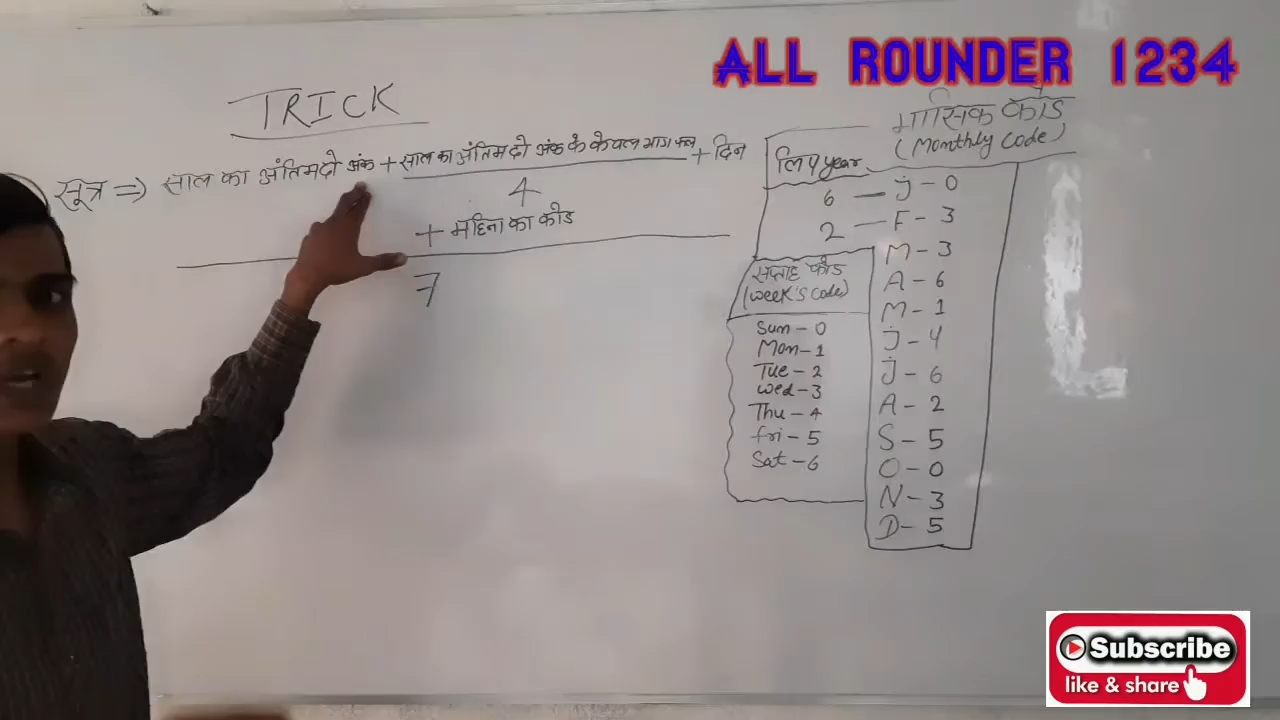 ALL ROUNDER 1234
TRICK
सूत्र ⇒ साल का अंतिम दो अंक + साल का अंतिम दो अंक के केवल भागफल + दिन
4
+ महिना का कोड
7
मासिक कोड
(Monthly Code)
लिप year
6 — J - 0
2 — F - 3
M - 3
A - 6
M - 1
J - 4
J - 6
A - 2
S - 5
O - 0
N - 3
D - 5
सप्ताह कोड
(Week's Code)
Sun - 0
Mon - 1
Tue - 2
Wed - 3
Thu - 4
Fri - 5
Sat - 6
Subscribe
like & share